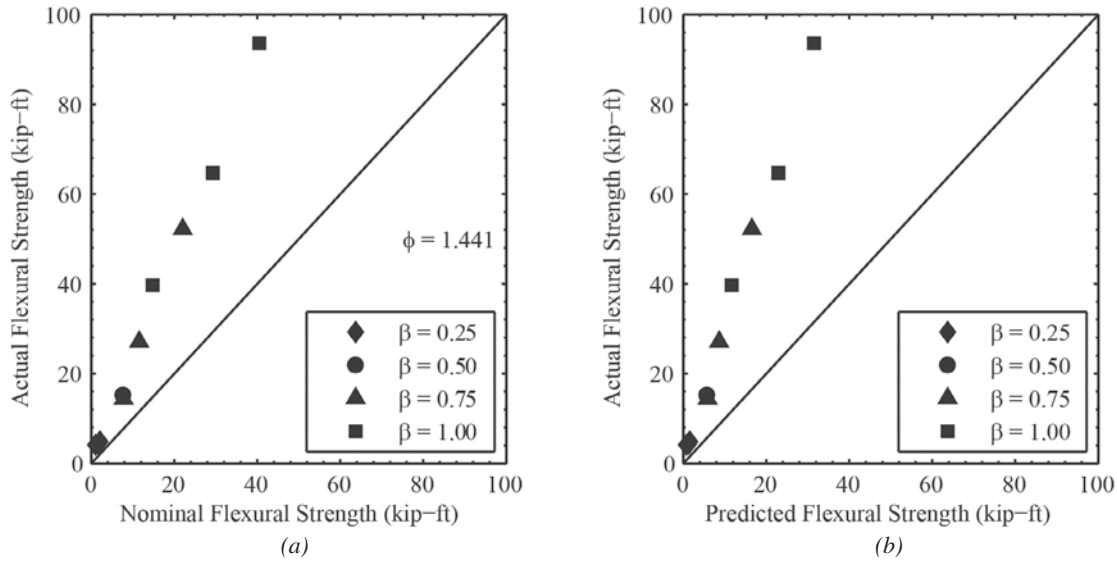 100
80
60
40
20
0
Actual Flexural Strength (kip−ft)
ϕ = 1.441
β = 0.25
β = 0.50
β = 0.75
β = 1.00
0 20 40 60 80 100
Nominal Flexural Strength (kip−ft)
(a)
100
80
60
40
20
0
Actual Flexural Strength (kip−ft)
β = 0.25
β = 0.50
β = 0.75
β = 1.00
0 20 40 60 80 100
Predicted Flexural Strength (kip−ft)
(b)